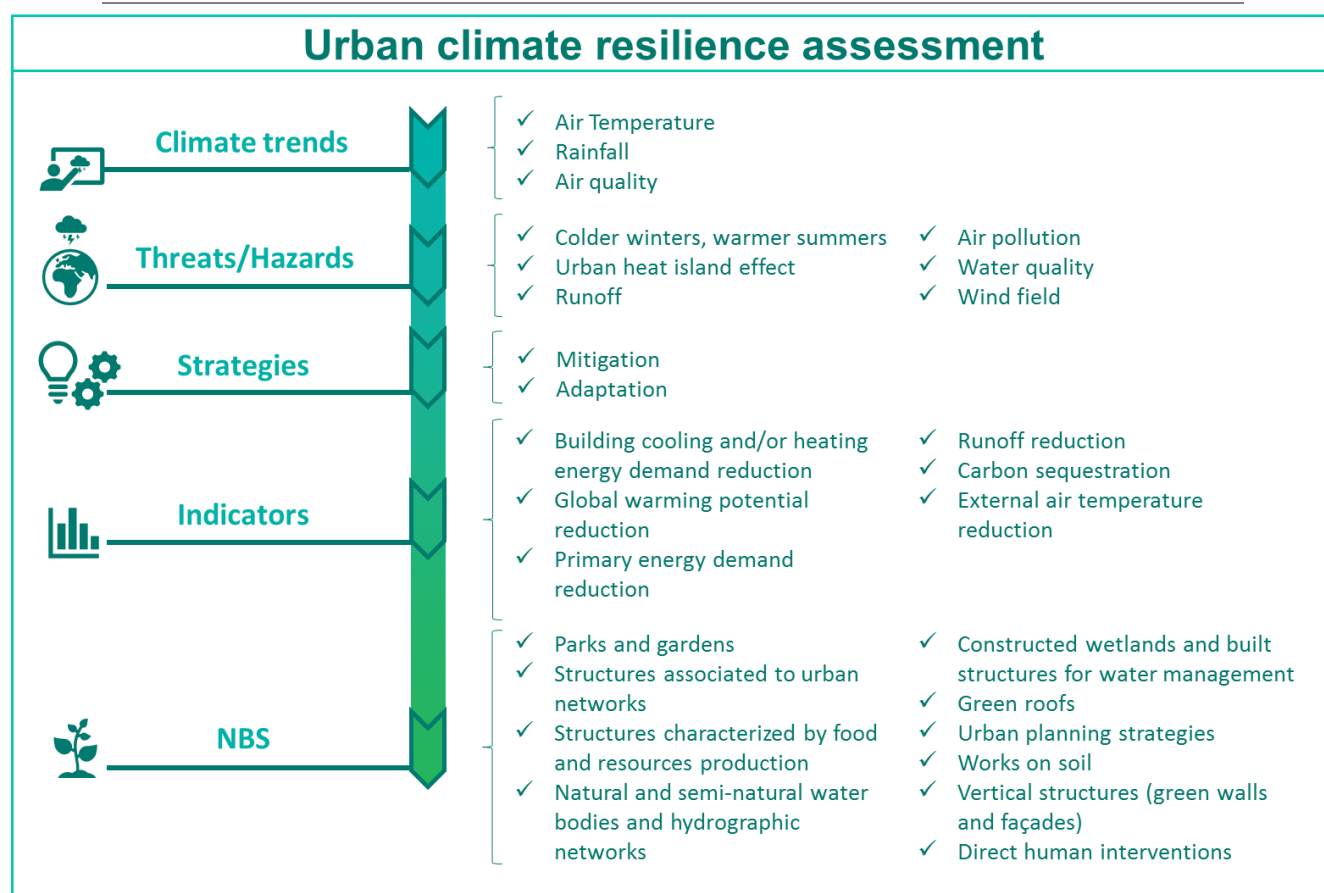 Urban climate resilience assessment
Climate trends
Air Temperature
Rainfall
Air quality
Threats/Hazards
Colder winters, warmer summers
Urban heat island effect
Runoff
Air pollution
Water quality
Wind field
Strategies
Mitigation
Adaptation
Indicators
Building cooling and/or heating
energy demand reduction
Global warming potential
reduction
Primary energy demand
reduction
Runoff reduction
Carbon sequestration
External air temperature
reduction
NBS
Parks and gardens
Structures associated to urban
networks
Structures characterized by food
and resources production
Natural and semi-natural water
bodies and hydrographic
networks
Constructed wetlands and built
structures for water management
Green roofs
Urban planning strategies
Works on soil
Vertical structures (green walls
and façades)
Direct human interventions